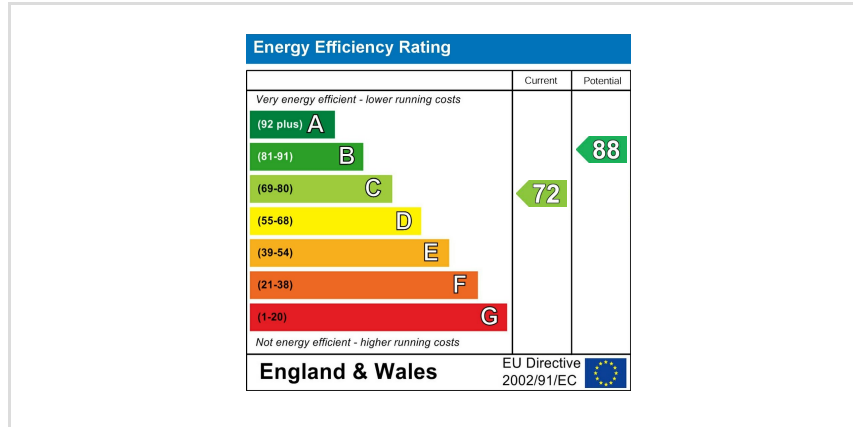 Energy Efficiency Rating
Current Potential
Very energy efficient - lower running costs
(92 plus) A
(81-91) B
88
(69-80) C
72
(55-68) D
(39-54) E
(21-38) F
(1-20) G
Not energy efficient - higher running costs
England & Wales
EU Directive
2002/91/EC